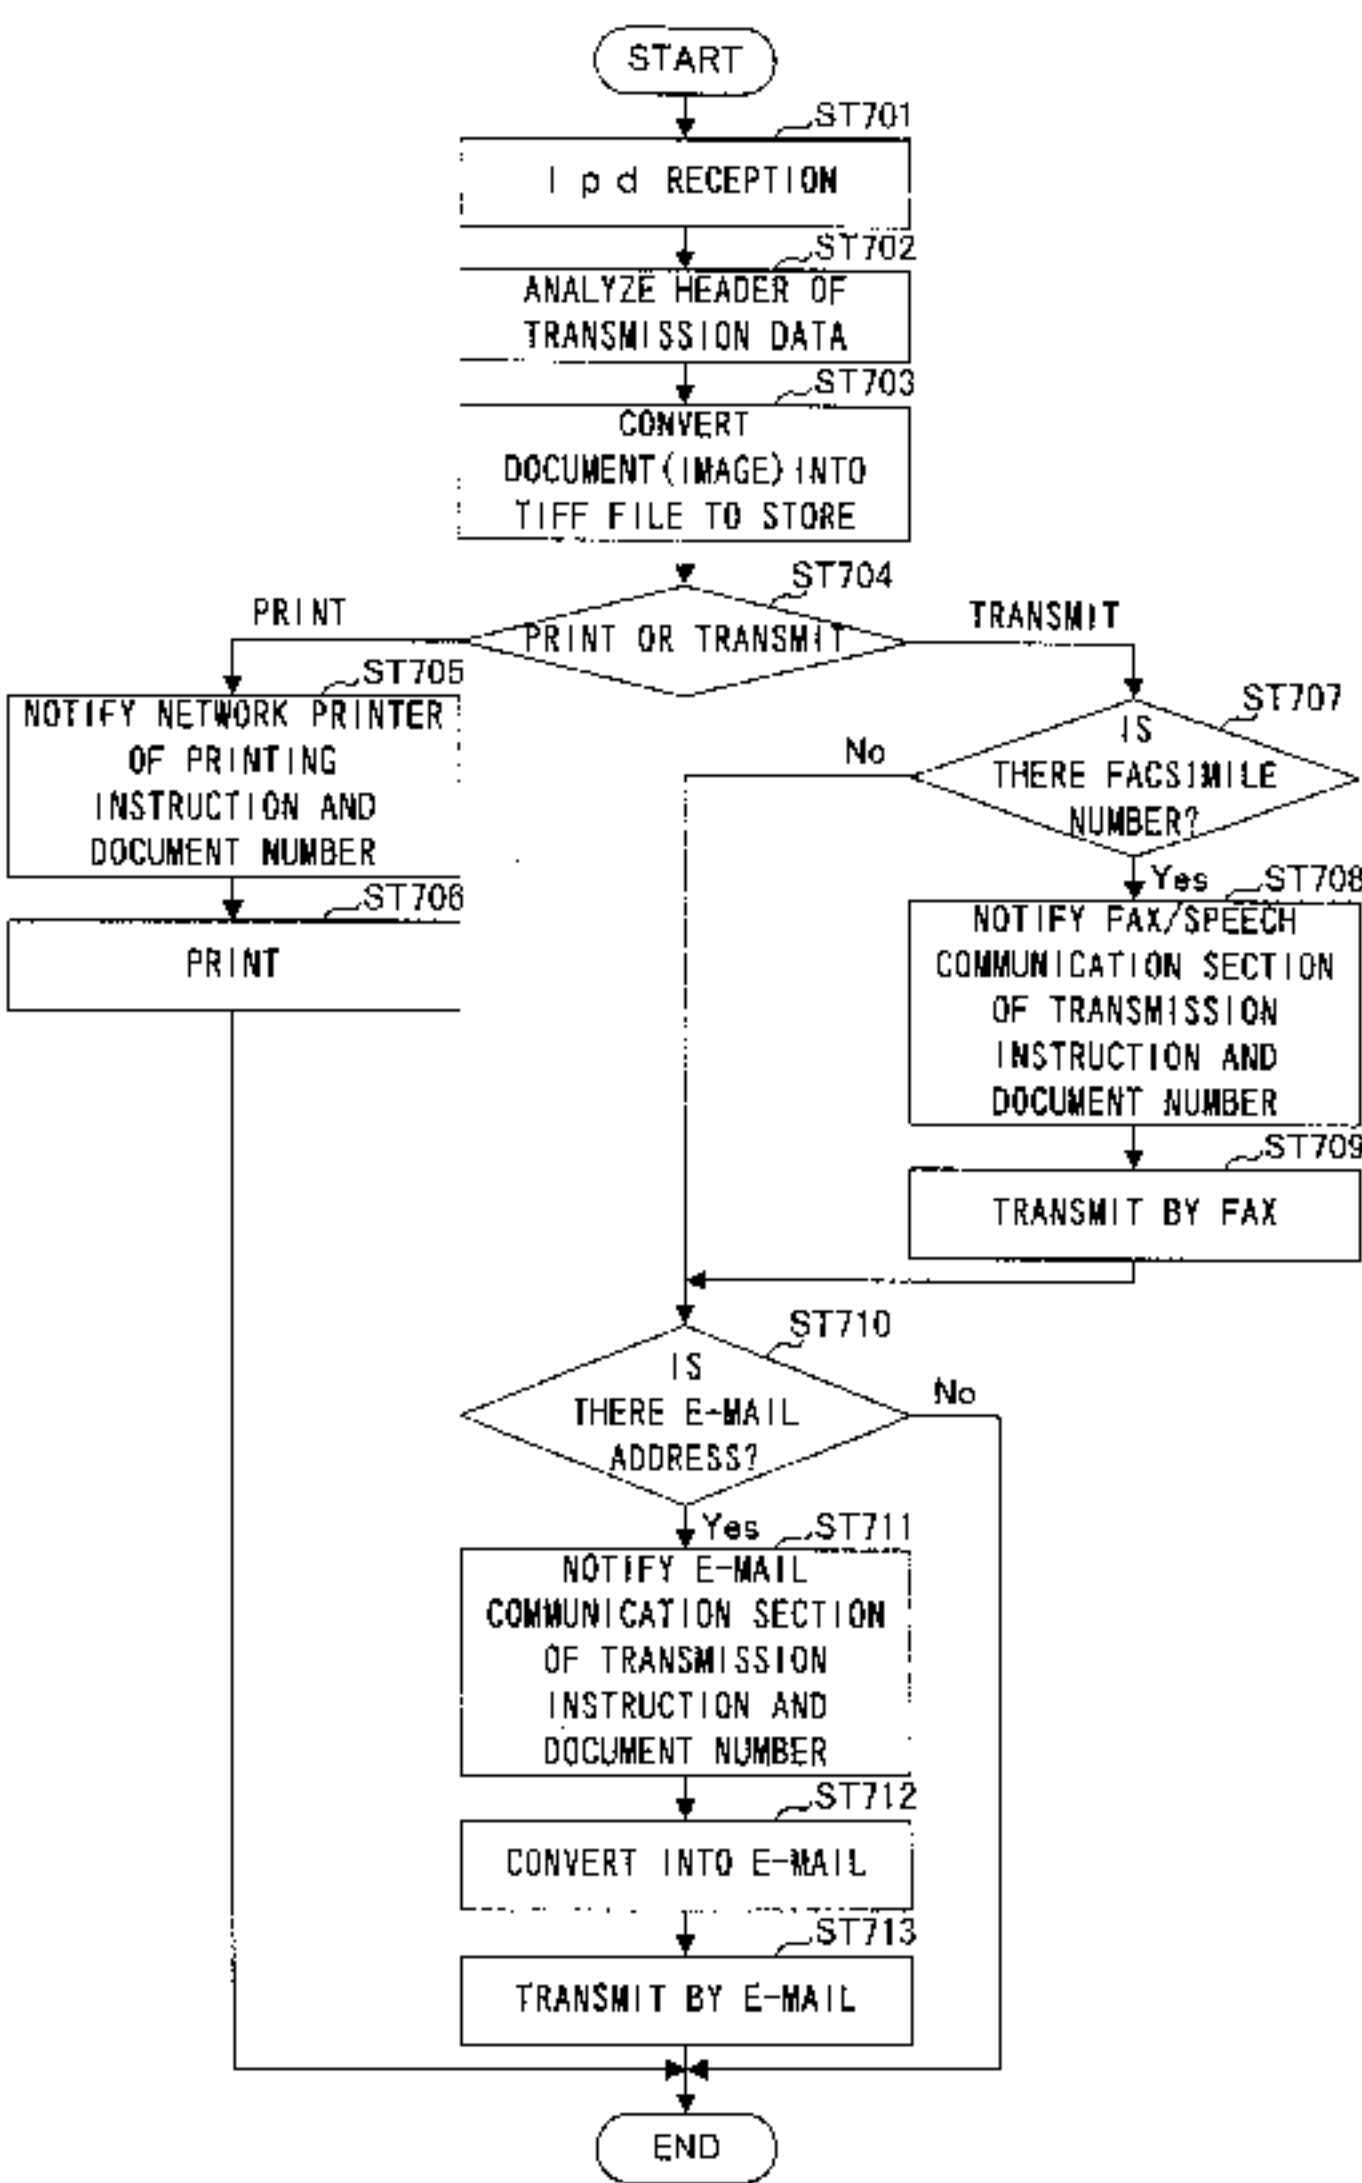 START
ST701
lpd RECEPTION
ST702
ANALYZE HEADER OF
TRANSMISSION DATA
ST703
CONVERT
DOCUMENT(IMAGE)INTO
TIFF FILE TO STORE
ST704
PRINT
PRINT OR TRANSMIT
TRANSMIT
ST705
NOTIFY NETWORK PRINTER
OF PRINTING
INSTRUCTION AND
DOCUMENT NUMBER
ST706
PRINT
ST707
No
IS
THERE FACSIMILE
NUMBER?
Yes
ST708
NOTIFY FAX/SPEECH
COMMUNICATION SECTION
OF TRANSMISSION
INSTRUCTION AND
DOCUMENT NUMBER
ST709
TRANSMIT BY FAX
ST710
IS
THERE E-MAIL
ADDRESS?
No
Yes
ST711
NOTIFY E-MAIL
COMMUNICATION SECTION
OF TRANSMISSION
INSTRUCTION AND
DOCUMENT NUMBER
ST712
CONVERT INTO E-MAIL
ST713
TRANSMIT BY E-MAIL
END